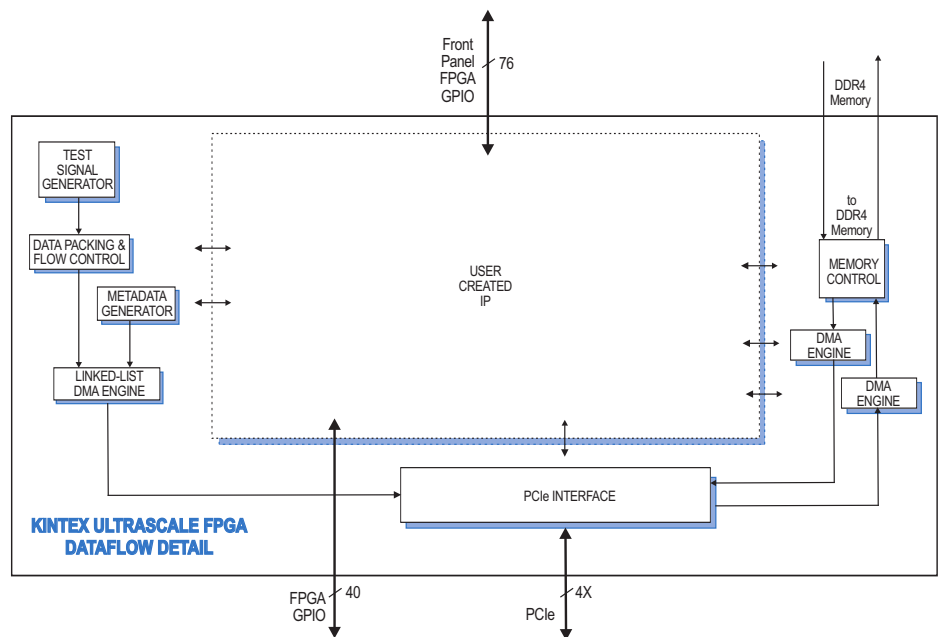 Front
Panel
FPGA
GPIO
76
DDR4
Memory
TEST
SIGNAL
GENERATOR
to
DDR4
Memory
DATA PACKING &
FLOW CONTROL
USER
CREATED
IP
MEMORY
CONTROL
METADATA
GENERATOR
DMA
ENGINE
LINKED-LIST
DMA ENGINE
DMA
ENGINE
PCIe INTERFACE
KINTEX ULTRASCALE FPGA
DATAFLOW DETAIL
FPGA
GPIO
40
PCIe
4X